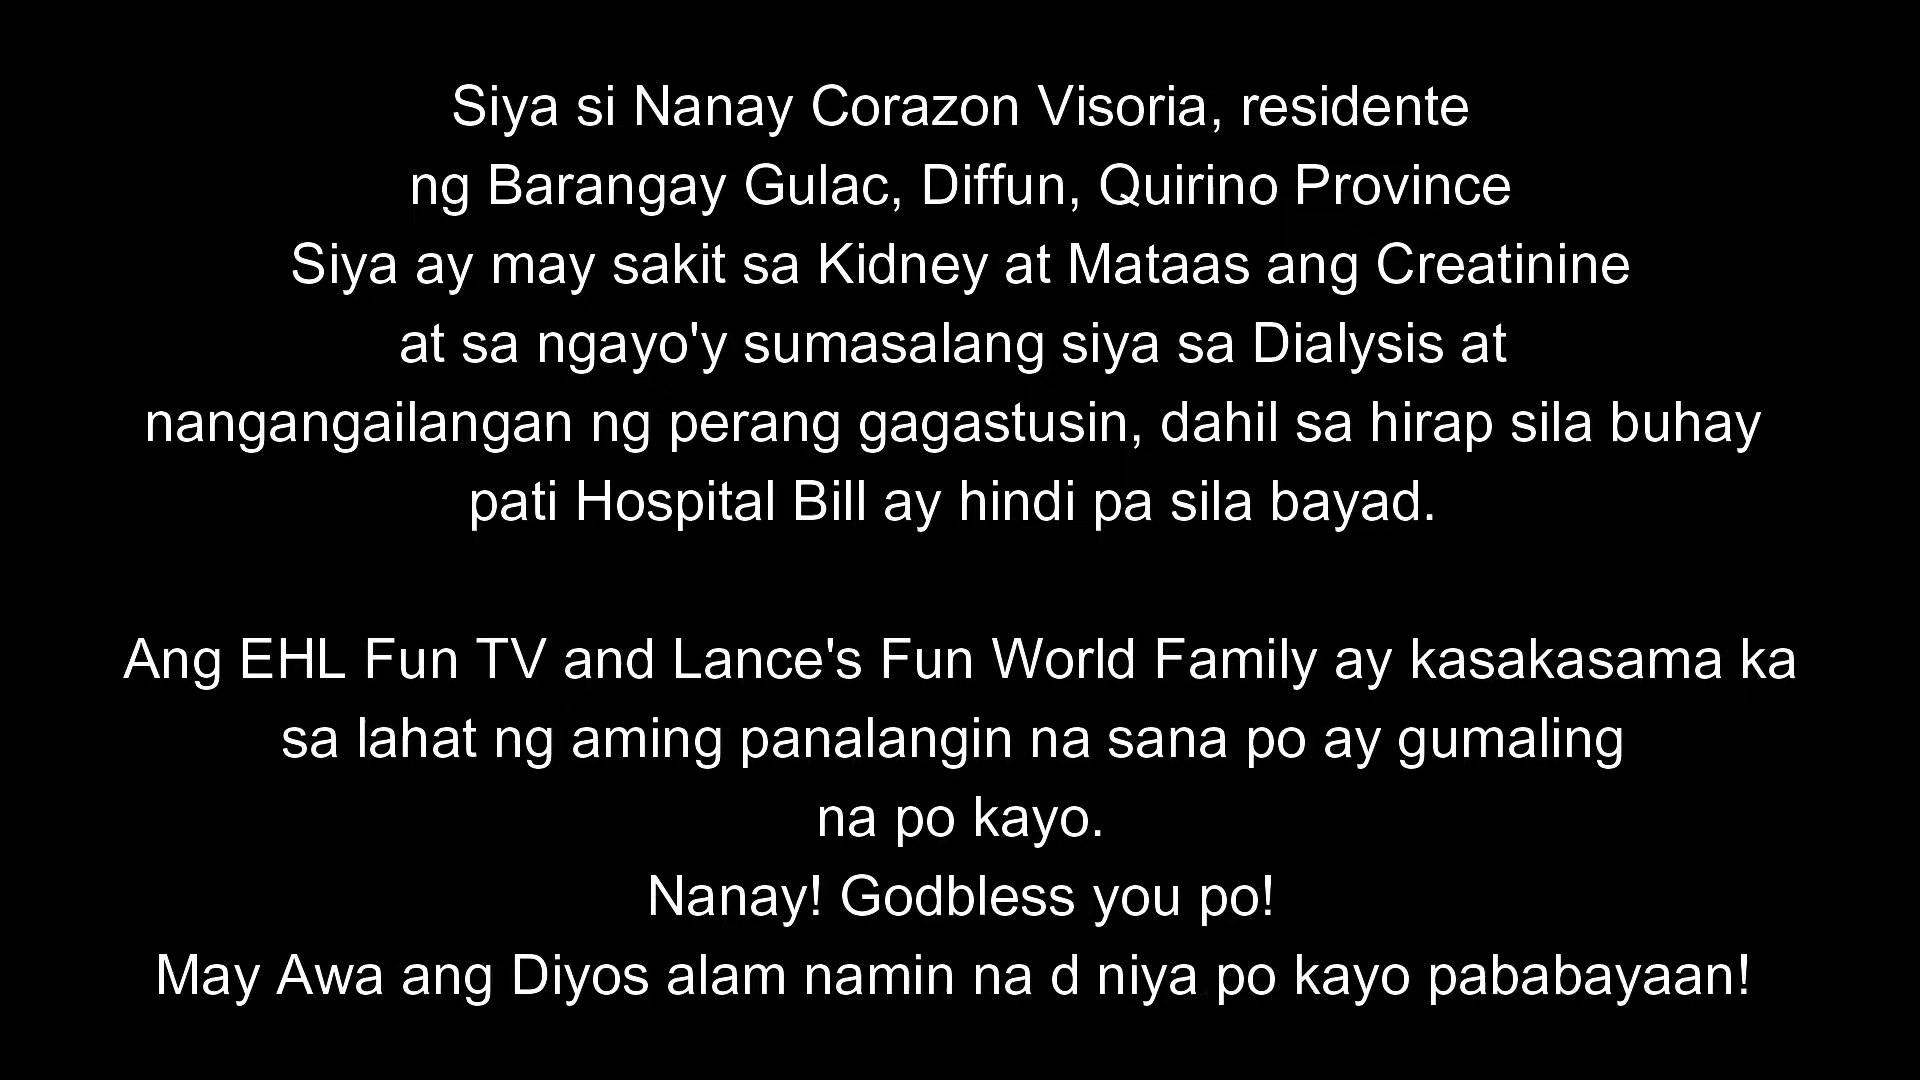 Siya si Nanay Corazon Visoria, residente
ng Barangay Gulac, Diffun, Quirino Province
Siya ay may sakit sa Kidney at Mataas ang Creatinine
at sa ngayo'y sumasalang siya sa Dialysis at
nangangailangan ng perang gagastusin, dahil sa hirap sila buhay
pati Hospital Bill ay hindi pa sila bayad.
Ang EHL Fun TV and Lance's Fun World Family ay kasakasama ka
sa lahat ng aming panalangin na sana po ay gumaling
na po kayo.
Nanay! Godbless you po!
May Awa ang Diyos alam namin na d niya po kayo pababayaan!